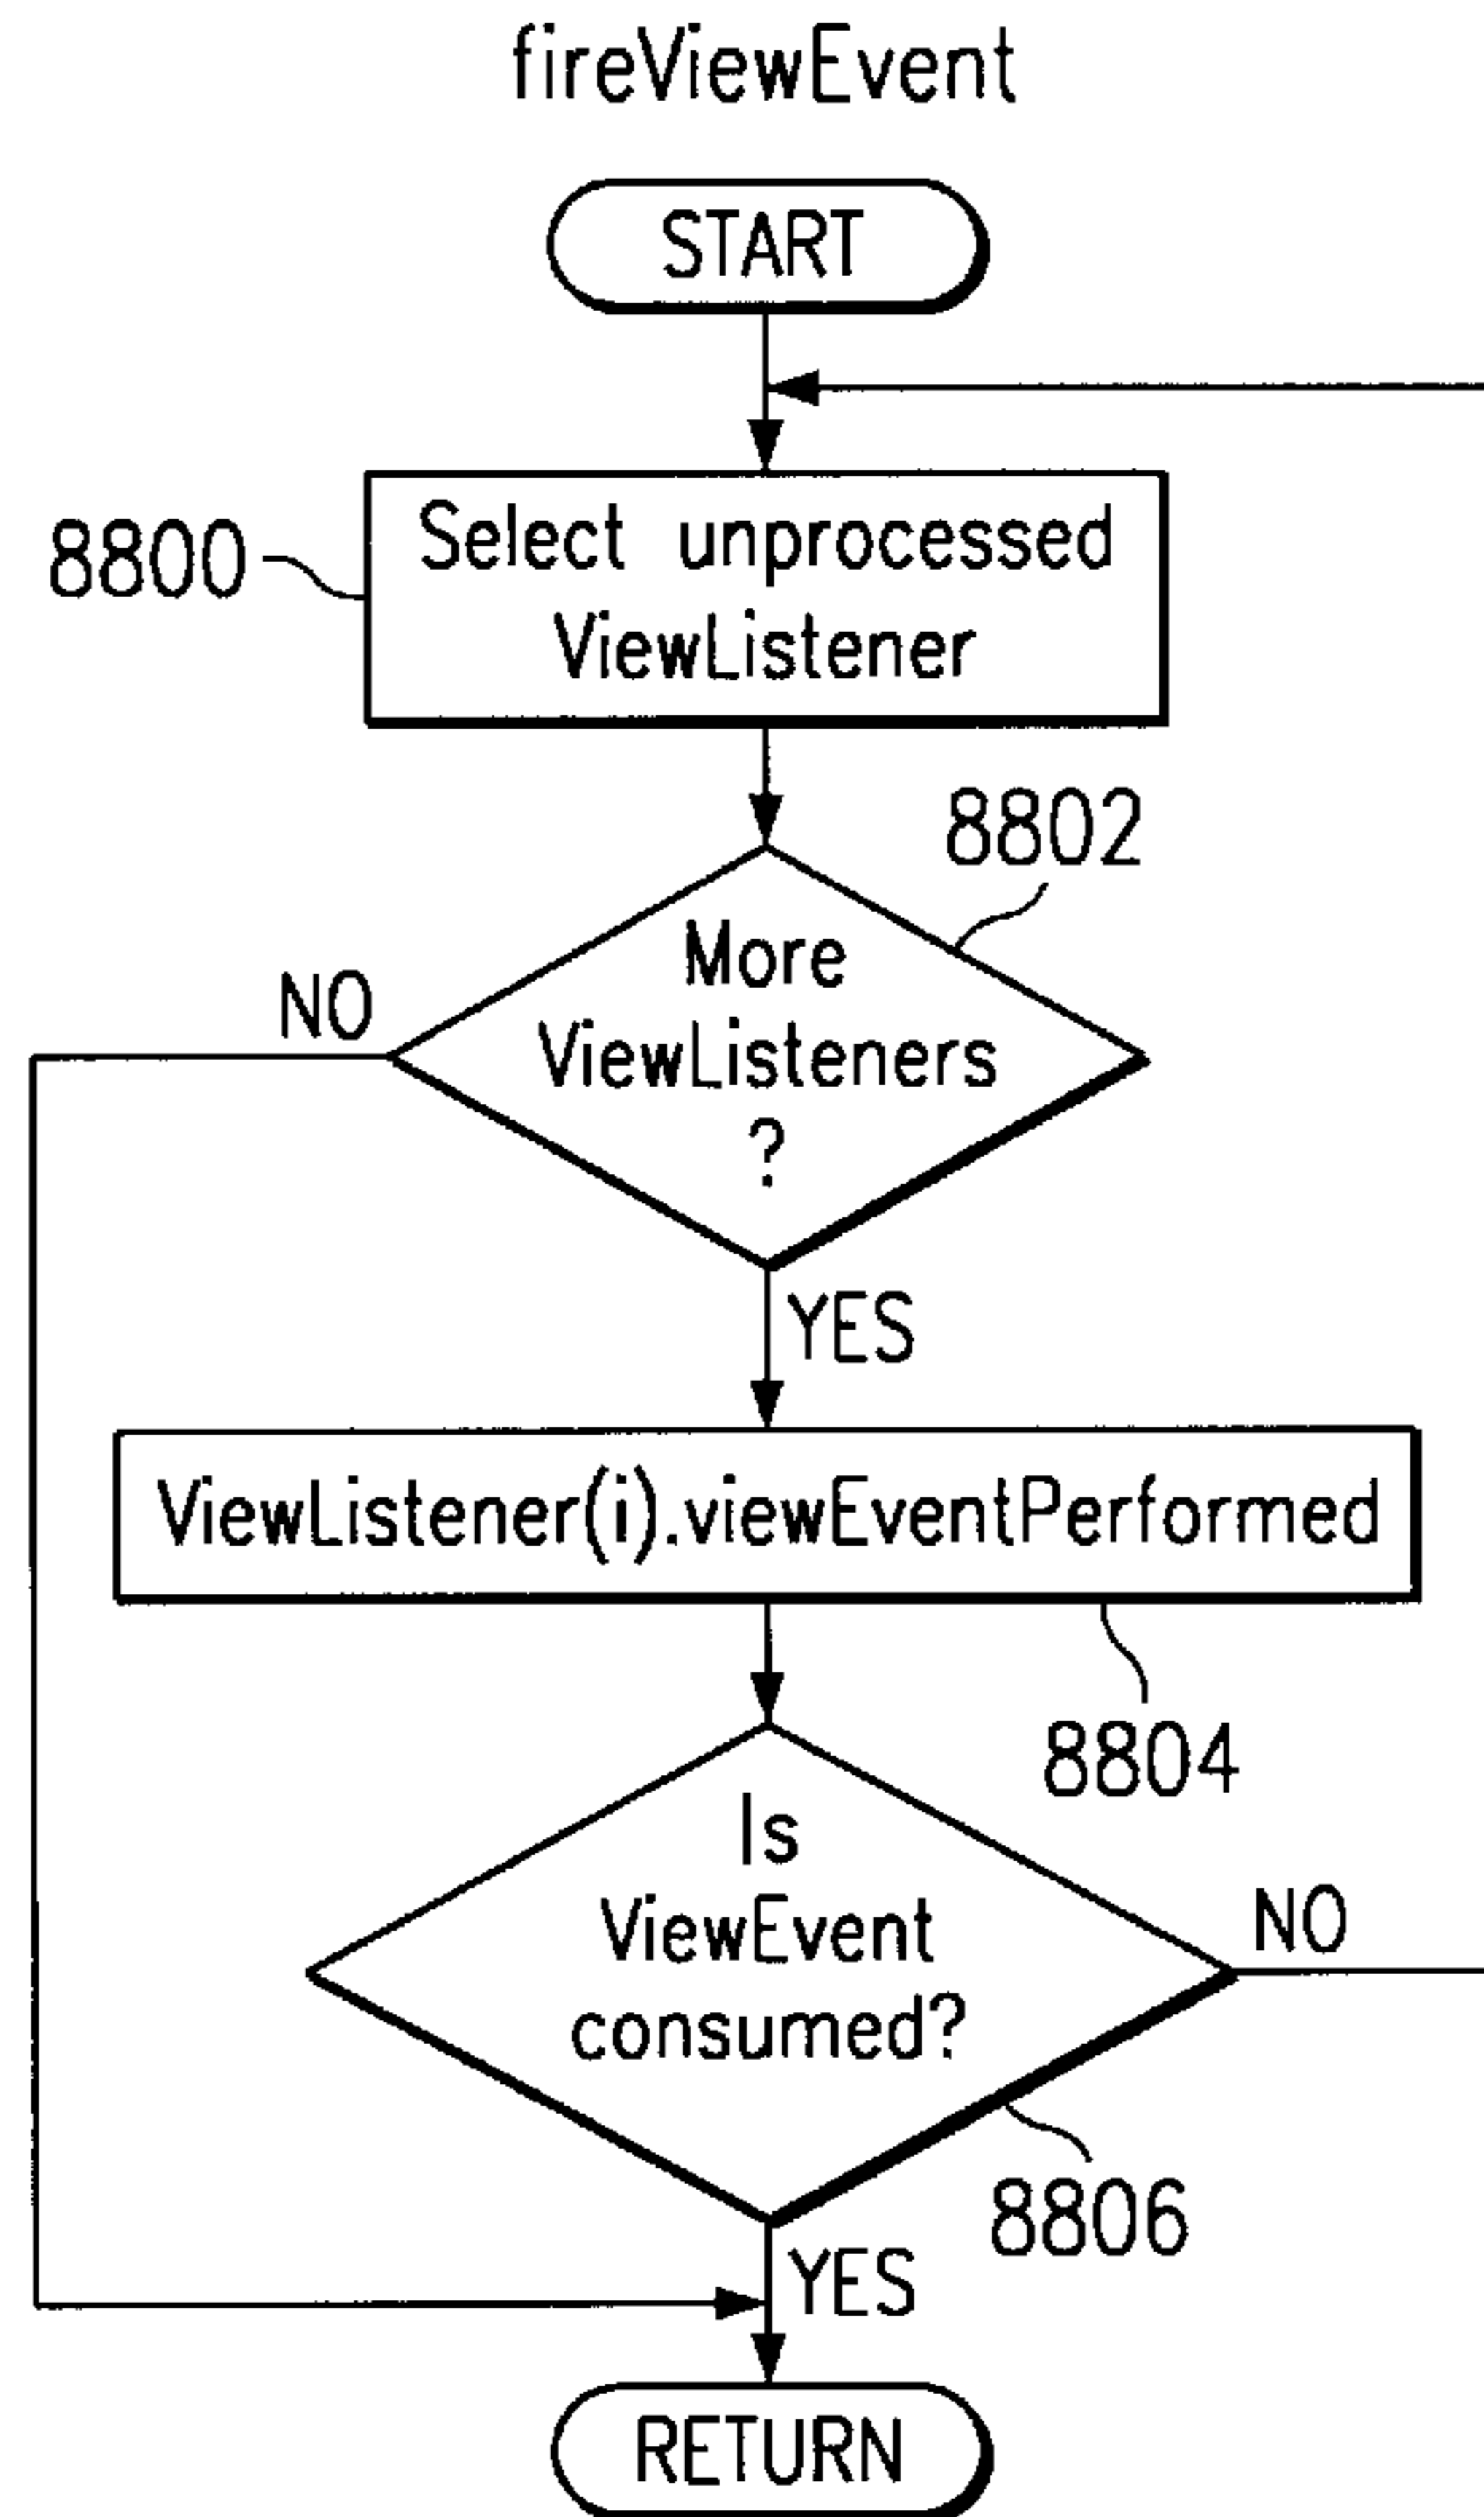 fireViewEvent
START
8800
Select unprocessed
ViewListener
8802
More
ViewListeners
?
NO
YES
ViewListener(i).viewEventPerformed
8804
Is
ViewEvent
consumed?
NO
8806
YES
RETURN